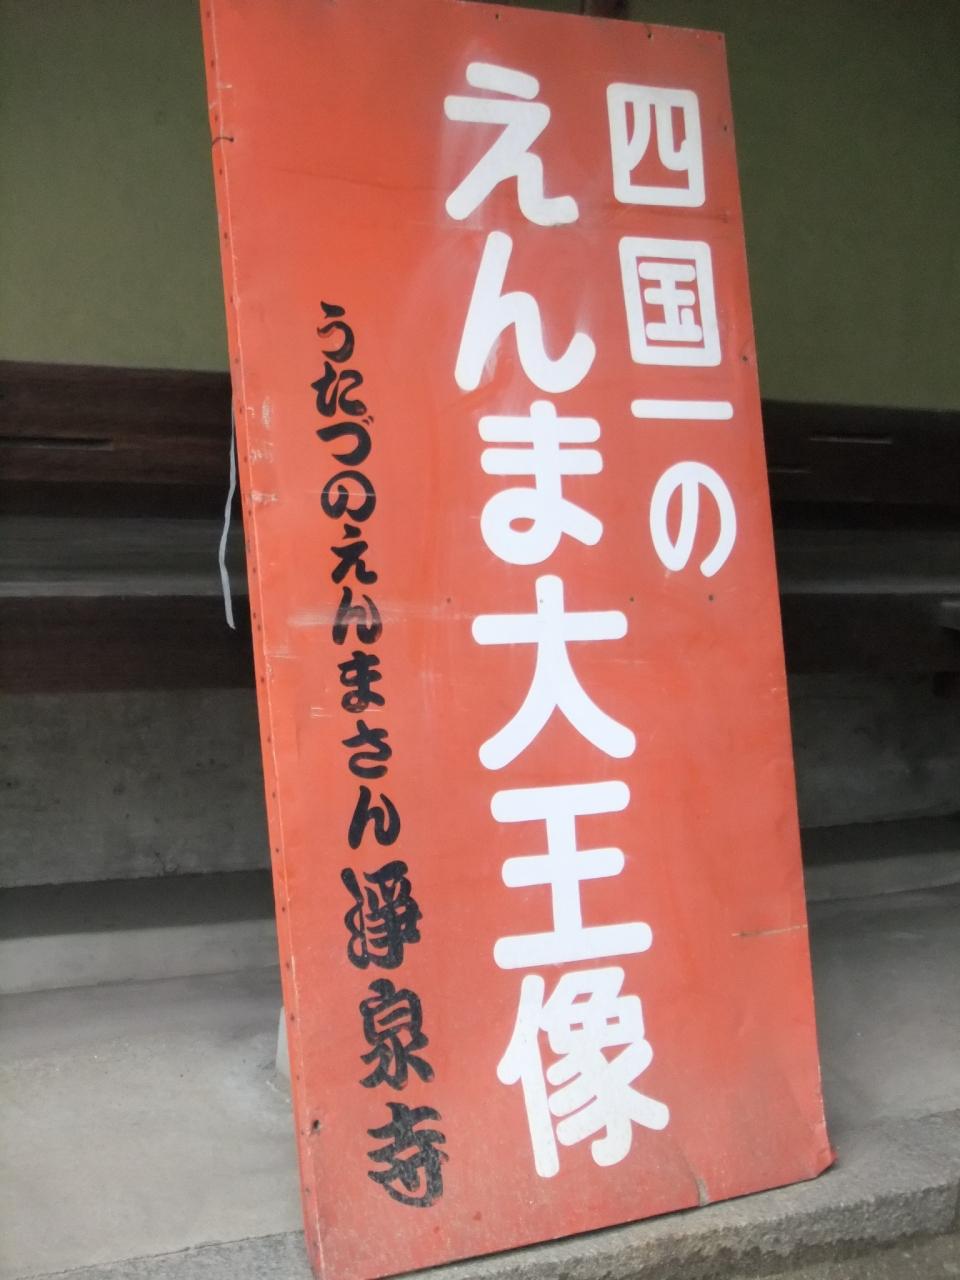 四国一の
えんま大王像
うたづのえんまさん浄泉寺